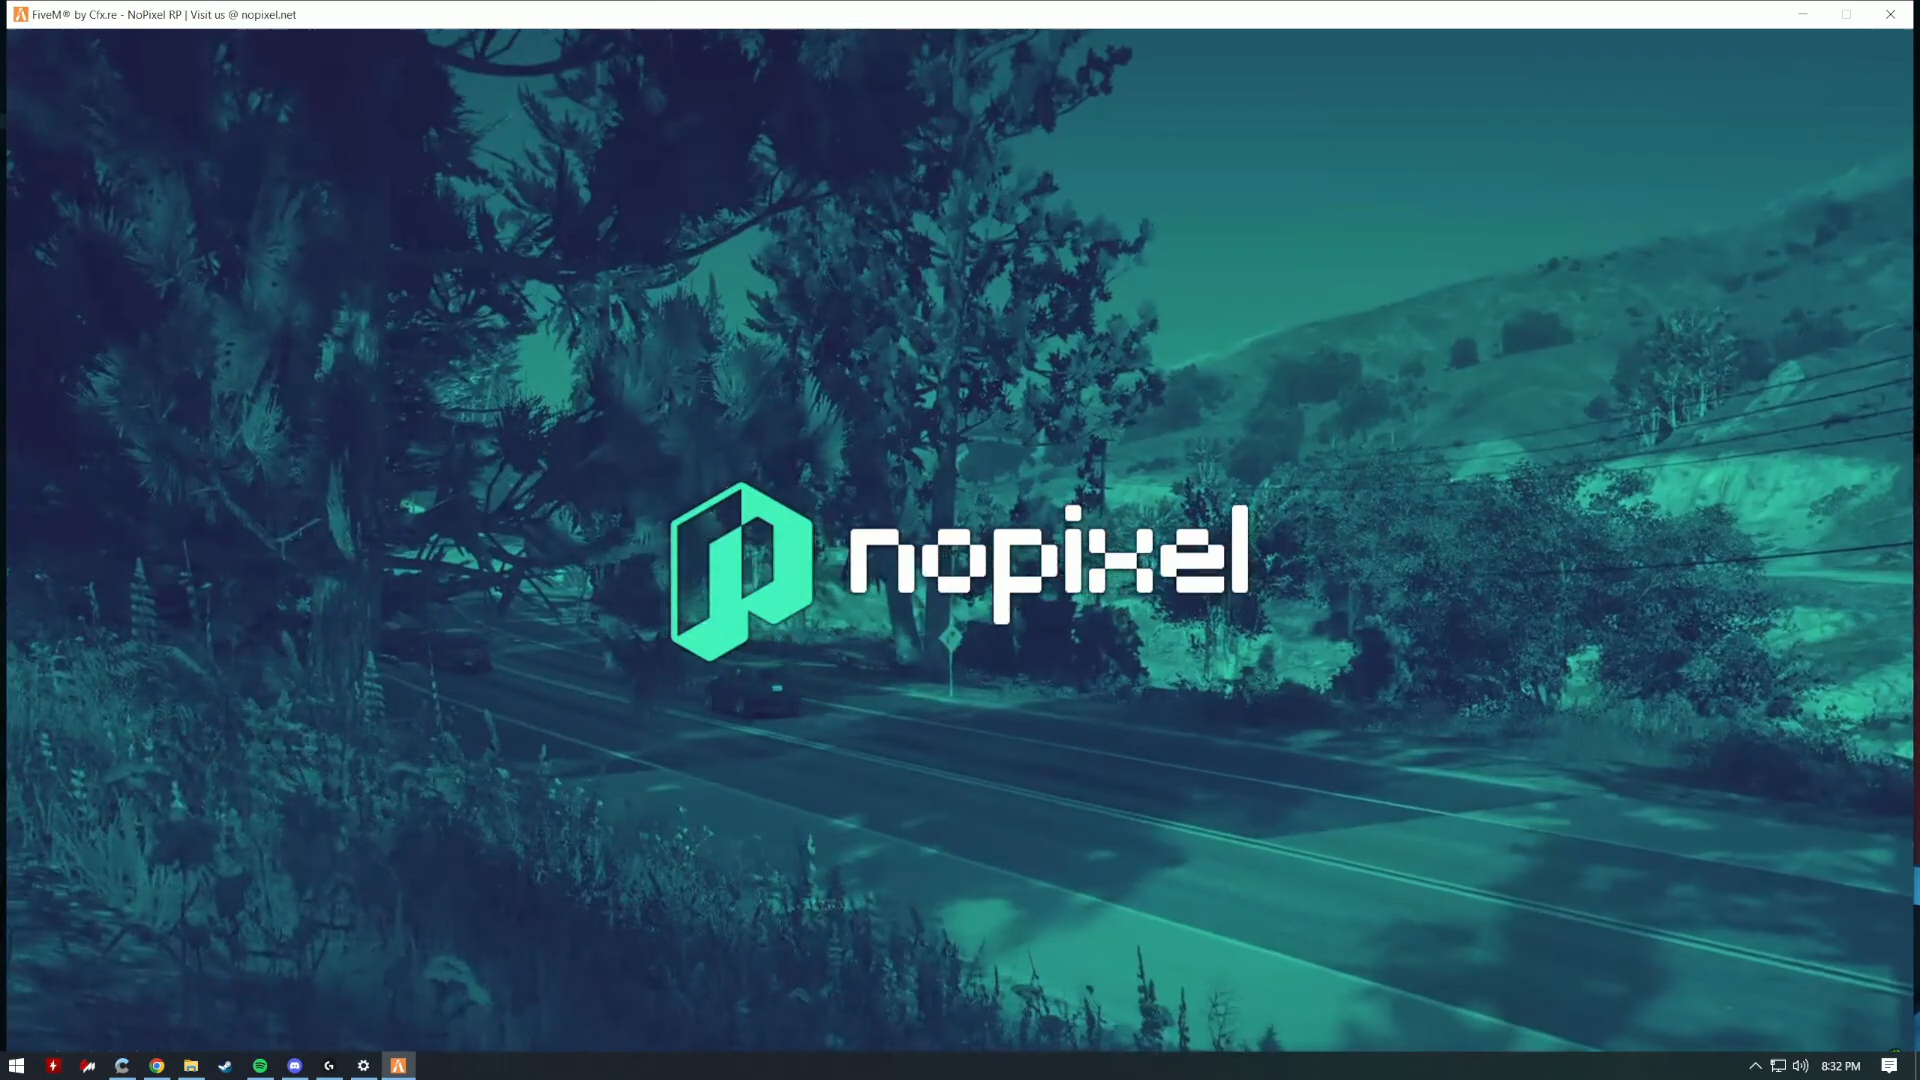 FiveM® by Cfx.re - NoPixel RP | Visit us @ nopixel.net
nopixel
8:32 PM